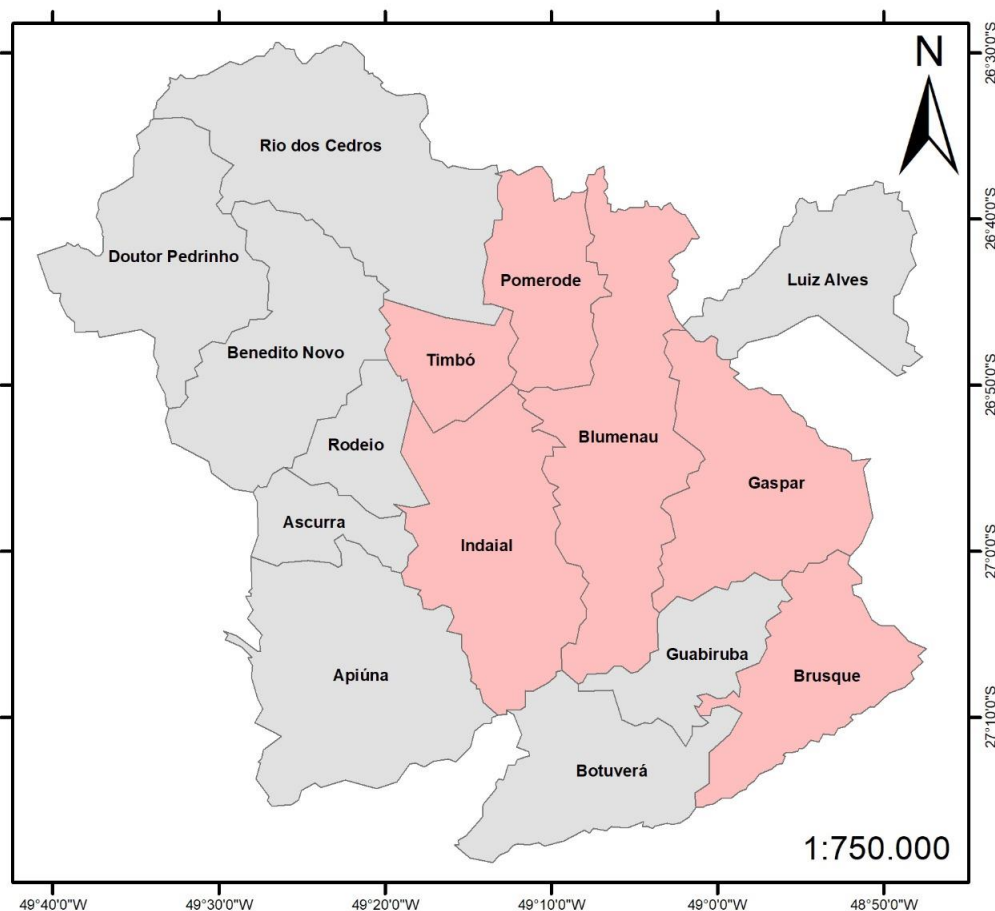 N
26°30'0"S
Rio dos Cedros
26°40'0"S
Doutor Pedrinho
Pomerode
Luiz Alves
Benedito Novo
Timbó
26°50'0"S
Blumenau
Rodeio
Gaspar
Ascurra
Indaial
27°0'0"S
Guabiruba
Apiúna
Brusque
27°10'0"S
Botuverá
1:750.000
49°40'0"W
49°30'0"W
49°20'0"W
49°10'0"W
49°0'0"W
48°50'0"W